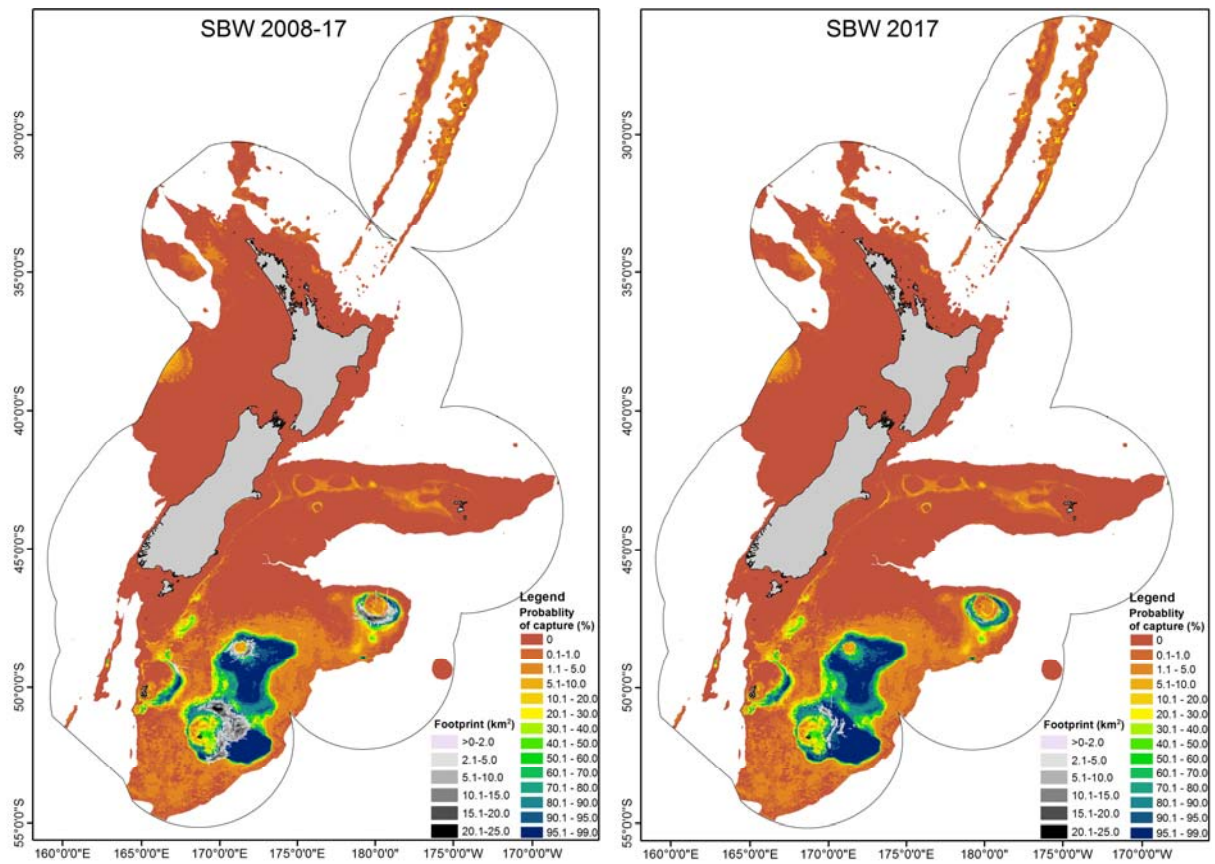 SBW 2008-17
30°0'0"S
35°0'0"S
40°0'0"S
45°0'0"S
50°0'0"S
55°0'0"S
160°0'0"E 165°0'0"E 170°0'0"E 180°0'0" 175°0'0"W 170°0'0"W
Legend
Probablity
of capture (%)
0
0.1-1.0
1.1 - 5.0
5.1-10.0
10.1 - 20.0
20.1 - 30.0
30.1 - 40.0
40.1 - 50.0
50.1 - 60.0
60.1 - 70.0
70.1 - 80.0
80.1 - 90.0
90.1 - 95.0
95.1 - 99.0
Footprint (km²)
>0-2.0
2.1-5.0
5.1-10.0
10.1-15.0
15.1-20.0
20.1-25.0
SBW 2017
30°0'0"S
35°0'0"S
40°0'0"S
45°0'0"S
50°0'0"S
55°0'0"S
160°0'0"E 165°0'0"E 170°0'0"E 180°0'0" 175°0'0"W 170°0'0"W
Legend
Probablity
of capture (%)
0
0.1-1.0
1.1 - 5.0
5.1-10.0
10.1 - 20.0
20.1 - 30.0
30.1 - 40.0
40.1 - 50.0
50.1 - 60.0
60.1 - 70.0
70.1 - 80.0
80.1 - 90.0
90.1 - 95.0
95.1 - 99.0
Footprint (km²)
>0-2.0
2.1-5.0
5.1-10.0
10.1-15.0
15.1-20.0
20.1-25.0